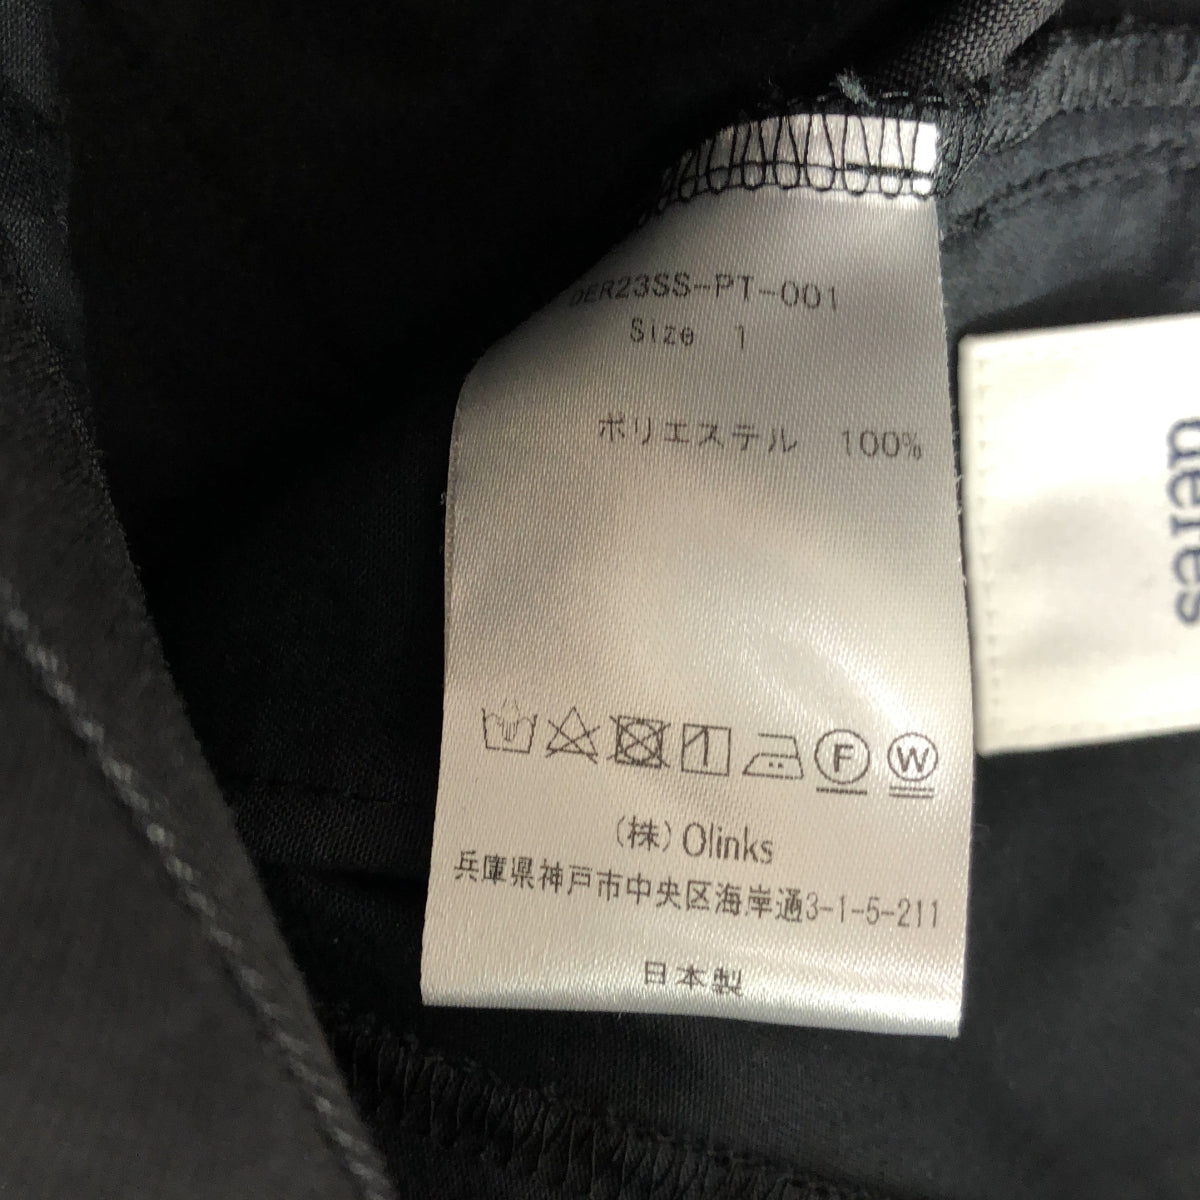 DER23SS-PT-001
Size 1
ポリエステル 100%
F W
(株)Olinks
兵庫県神戸市中央区海岸通3-1-5-211
日本製